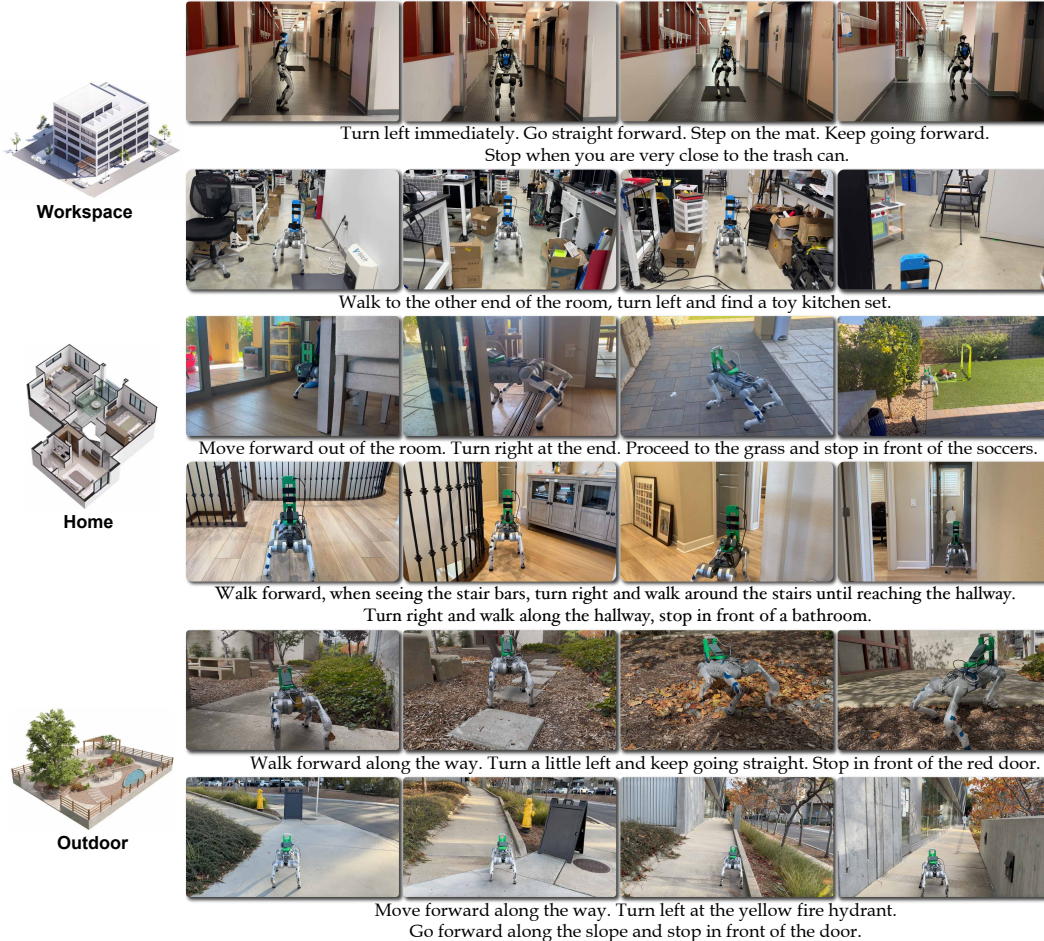 Turn left immediately. Go straight forward. Step on the mat. Keep going forward.
Stop when you are very close to the trash can.
Workspace
Walk to the other end of the room, turn left and find a toy kitchen set.
Move forward out of the room. Turn right at the end. Proceed to the grass and stop in front of the soccers.
Home
Walk forward, when seeing the stair bars, turn right and walk around the stairs until reaching the hallway.
Turn right and walk along the hallway, stop in front of a bathroom.
Walk forward along the way. Turn a little left and keep going straight. Stop in front of the red door.
Outdoor
Move forward along the way. Turn left at the yellow fire hydrant.
Go forward along the slope and stop in front of the door.